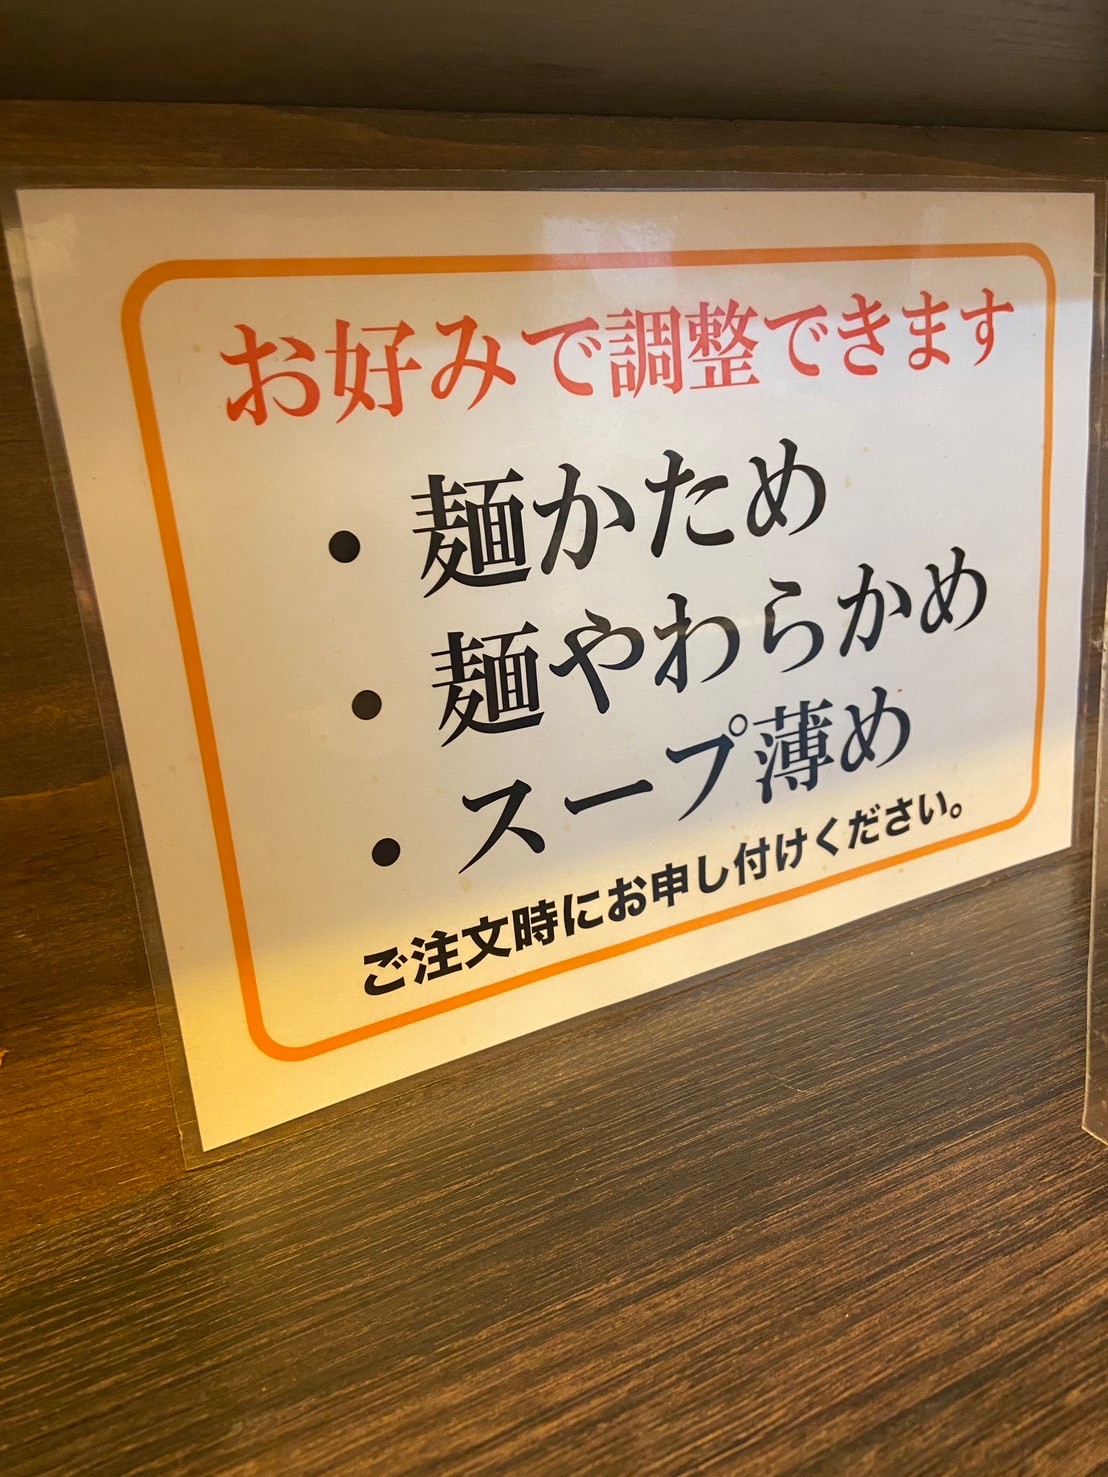 お好みで調整できます
・麺かため
・麺やわらかめ
・スープ薄め
ご注文時にお申し付けください。